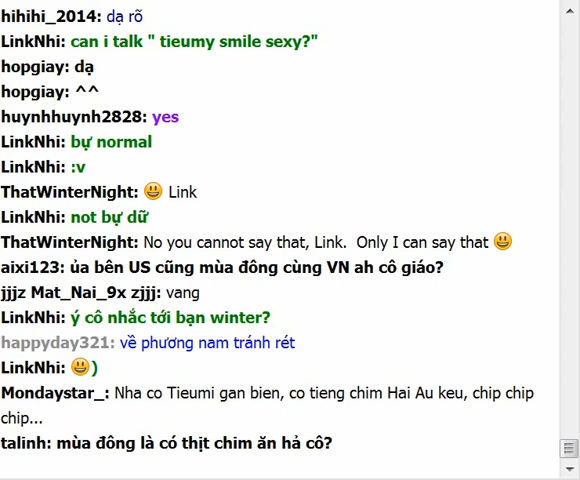 hihihi_2014: dạ rõ
LinkNhi: can i talk " tieumy smile sexy?"
hopgiay: dạ
hopgiay: ^^
huynhhuynh2828: yes
LinkNhi: bự normal
LinkNhi: :v
ThatWinterNight: 😃 Link
LinkNhi: not bự dữ
ThatWinterNight: No you cannot say that, Link.  Only I can say that 😃
aixi123: ủa bên US cũng mùa đông cùng VN ah cô giáo?
jjjz Mat_Nai_9x zjjj: vang
LinkNhi: ý cô nhắc tới bạn winter?
happyday321: về phương nam tránh rét
LinkNhi: 😃)
Mondaystar_: Nha co Tieumi gan bien, co tieng chim Hai Au keu, chip chip
chip...
talinh: mùa đông là có thịt chim ăn hả cô?